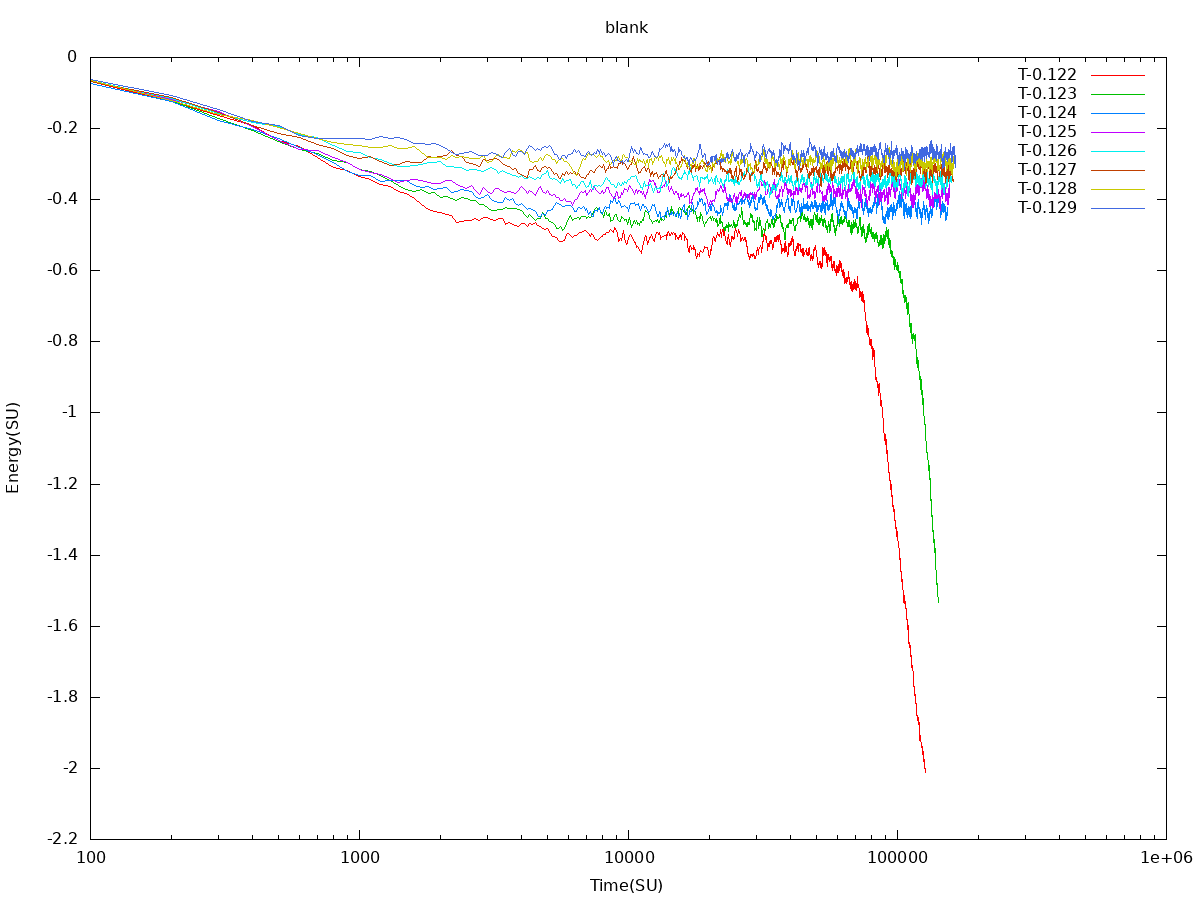 blank
0
-0.2
-0.4
-0.6
-0.8
-1
-1.2
-1.4
-1.6
-1.8
-2
-2.2
Energy(SU)
T-0.122
T-0.123
T-0.124
T-0.125
T-0.126
T-0.127
T-0.128
T-0.129
100
1000
10000
100000
1e+06
Time(SU)